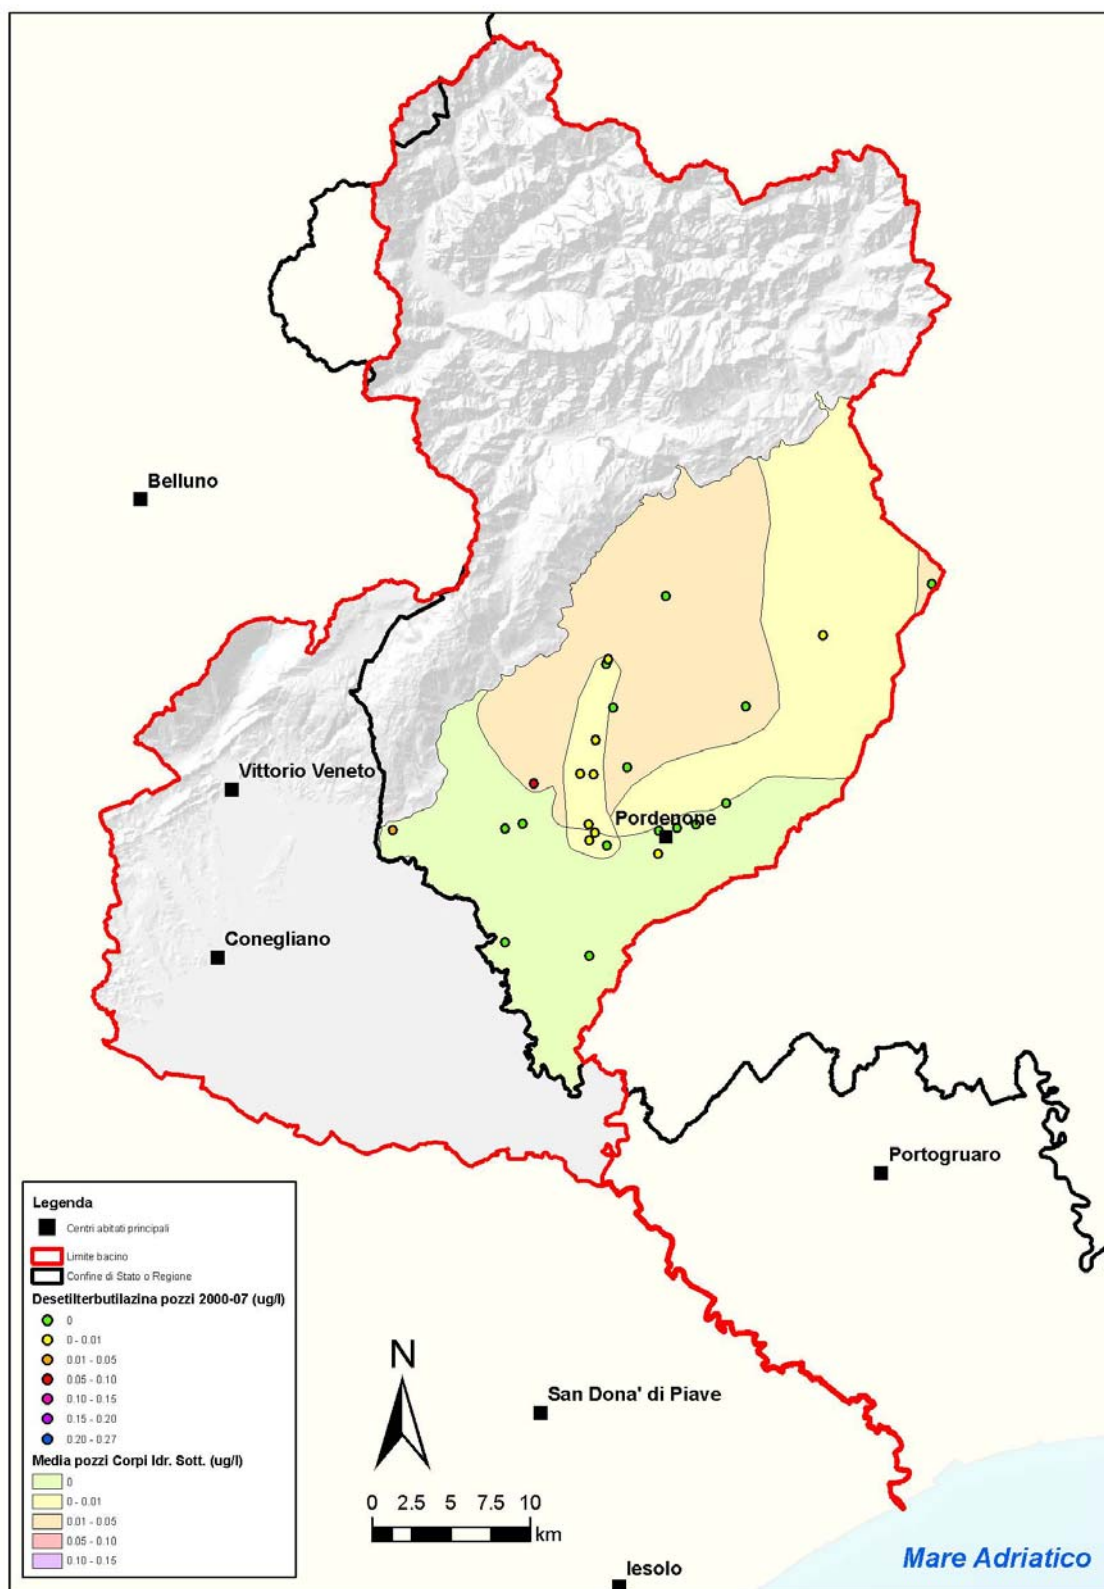 Belluno
Vittorio Veneto
Pordenone
Conegliano
Portogruaro
Legenda
Centri abitati principali
Limite bacino
Confine di Stato o Regione
Desetilterbutilazina pozzi 2000-07 (ug/l)
0
0 - 0.01
0.01 - 0.05
0.05 - 0.10
0.10 - 0.15
0.15 - 0.20
0.20 - 0.27
Media pozzi Corpi Idr. Sott. (ug/l)
0
0 - 0.01
0.01 - 0.05
0.05 - 0.10
0.10 - 0.15
N
San Dona' di Piave
0 2.5 5 7.5 10
km
Iesolo
Mare Adriatico